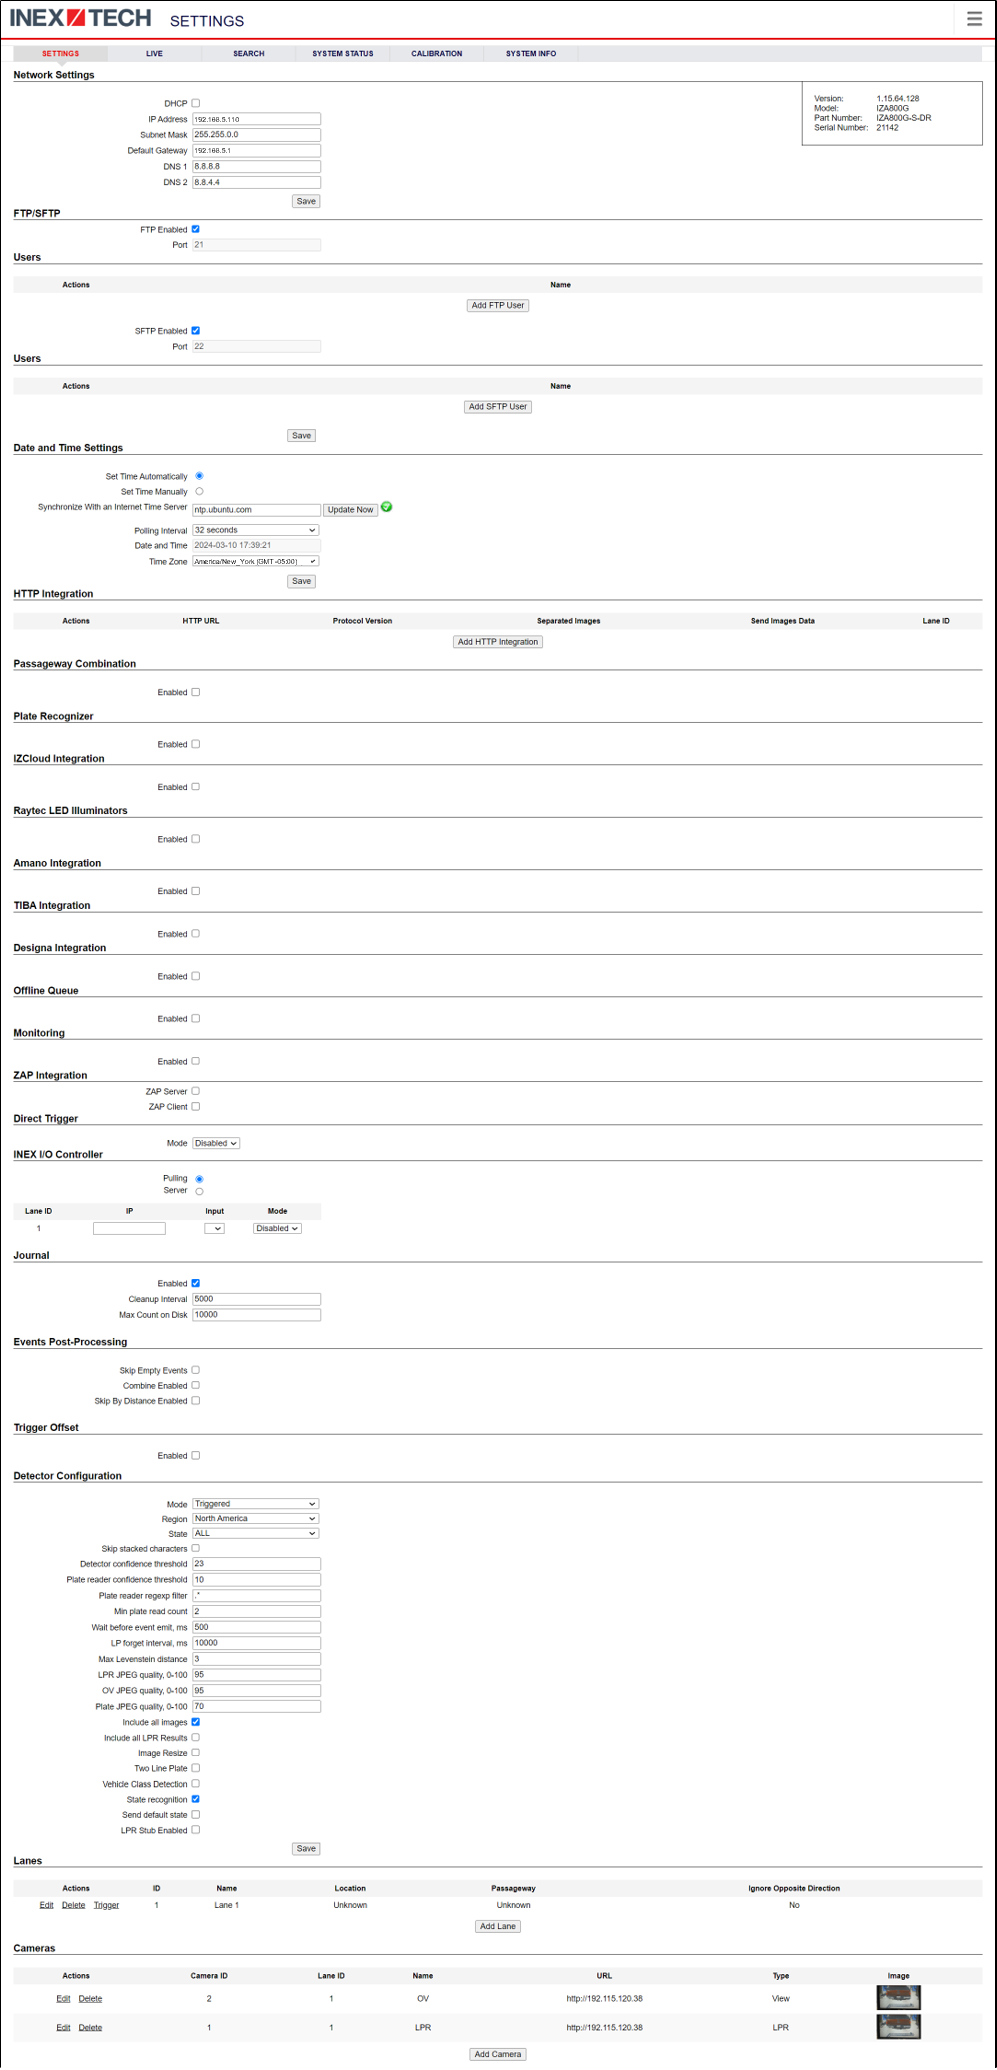 INEX TECH SETTINGS
SETTINGS LIVE SEARCH SYSTEM STATUS CALIBRATION SYSTEM INFO
Network Settings
Version: 1.15.64.128
Model: IZA800G
Part Number: IZA800G-S-DR
Serial Number: 21142
DHCP
IP Address 192.168.5.110
Subnet Mask 255.255.0.0
Default Gateway 192.168.5.1
DNS 1 8.8.8.8
DNS 2 8.8.4.4
Save
FTP/SFTP
FTP Enabled
Port 21
Users
Actions Name
Add FTP User
SFTP Enabled
Port 22
Users
Actions Name
Add SFTP User
Save
Date and Time Settings
Set Time Automatically
Set Time Manually
Synchronize With an Internet Time Server ntp.ubuntu.com Update Now
Polling Interval 32 seconds
Date and Time 2024-03-10 17:39:21
Time Zone America/New_York (GMT -05:00)
Save
HTTP Integration
Actions HTTP URL Protocol Version Separated Images Send Images Data Lane ID
Add HTTP Integration
Passageway Combination
Enabled
Plate Recognizer
Enabled
IZCloud Integration
Enabled
Raytec LED Illuminators
Enabled
Amano Integration
Enabled
TIBA Integration
Enabled
Designa Integration
Enabled
Offline Queue
Enabled
Monitoring
Enabled
ZAP Integration
ZAP Server
ZAP Client
Direct Trigger
Mode Disabled
INEX I/O Controller
Pulling
Server
Lane ID IP Input Mode
1 Disabled
Journal
Enabled
Cleanup Interval 5000
Max Count on Disk 10000
Events Post-Processing
Skip Empty Events
Combine Enabled
Skip By Distance Enabled
Trigger Offset
Enabled
Detector Configuration
Mode Triggered
Region North America
State ALL
Skip stacked characters
Detector confidence threshold 23
Plate reader confidence threshold 10
Plate reader regexp filter .*
Min plate read count 2
Wait before event emit, ms 500
LP forget interval, ms 10000
Max Levenstein distance 3
LPR JPEG quality, 0-100 95
OV JPEG quality, 0-100 95
Plate JPEG quality, 0-100 70
Include all images
Include all LPR Results
Image Resize
Two Line Plate
Vehicle Class Detection
State recognition
Send default state
LPR Stub Enabled
Save
Lanes
Actions ID Name Location Passageway Ignore Opposite Direction
Edit Delete Trigger 1 Lane 1 Unknown Unknown No
Add Lane
Cameras
Actions Camera ID Lane ID Name URL Type Image
Edit Delete 2 1 OV http://192.115.120.38 View
Edit Delete 1 1 LPR http://192.115.120.38 LPR
Add Camera